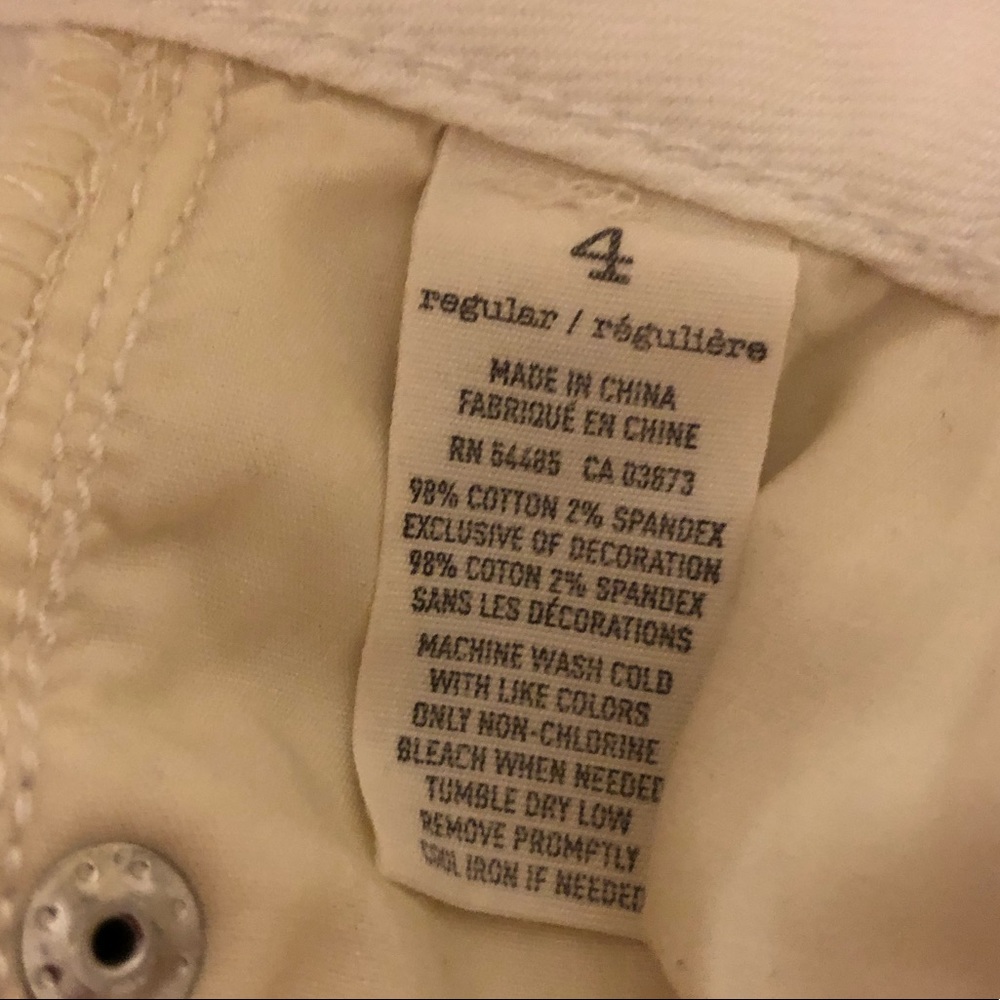 4
regular / régulière
MADE IN CHINA
FABRIQUÉ EN CHINE
RN 54485 CA 03873
98% COTTON 2% SPANDEX
EXCLUSIVE OF DECORATION
98% COTON 2% SPANDEX
SANS LES DÉCORATIONS
MACHINE WASH COLD
WITH LIKE COLORS
ONLY NON-CHLORINE
BLEACH WHEN NEEDED
TUMBLE DRY LOW
REMOVE PROMPTLY
COOL IRON IF NEEDED